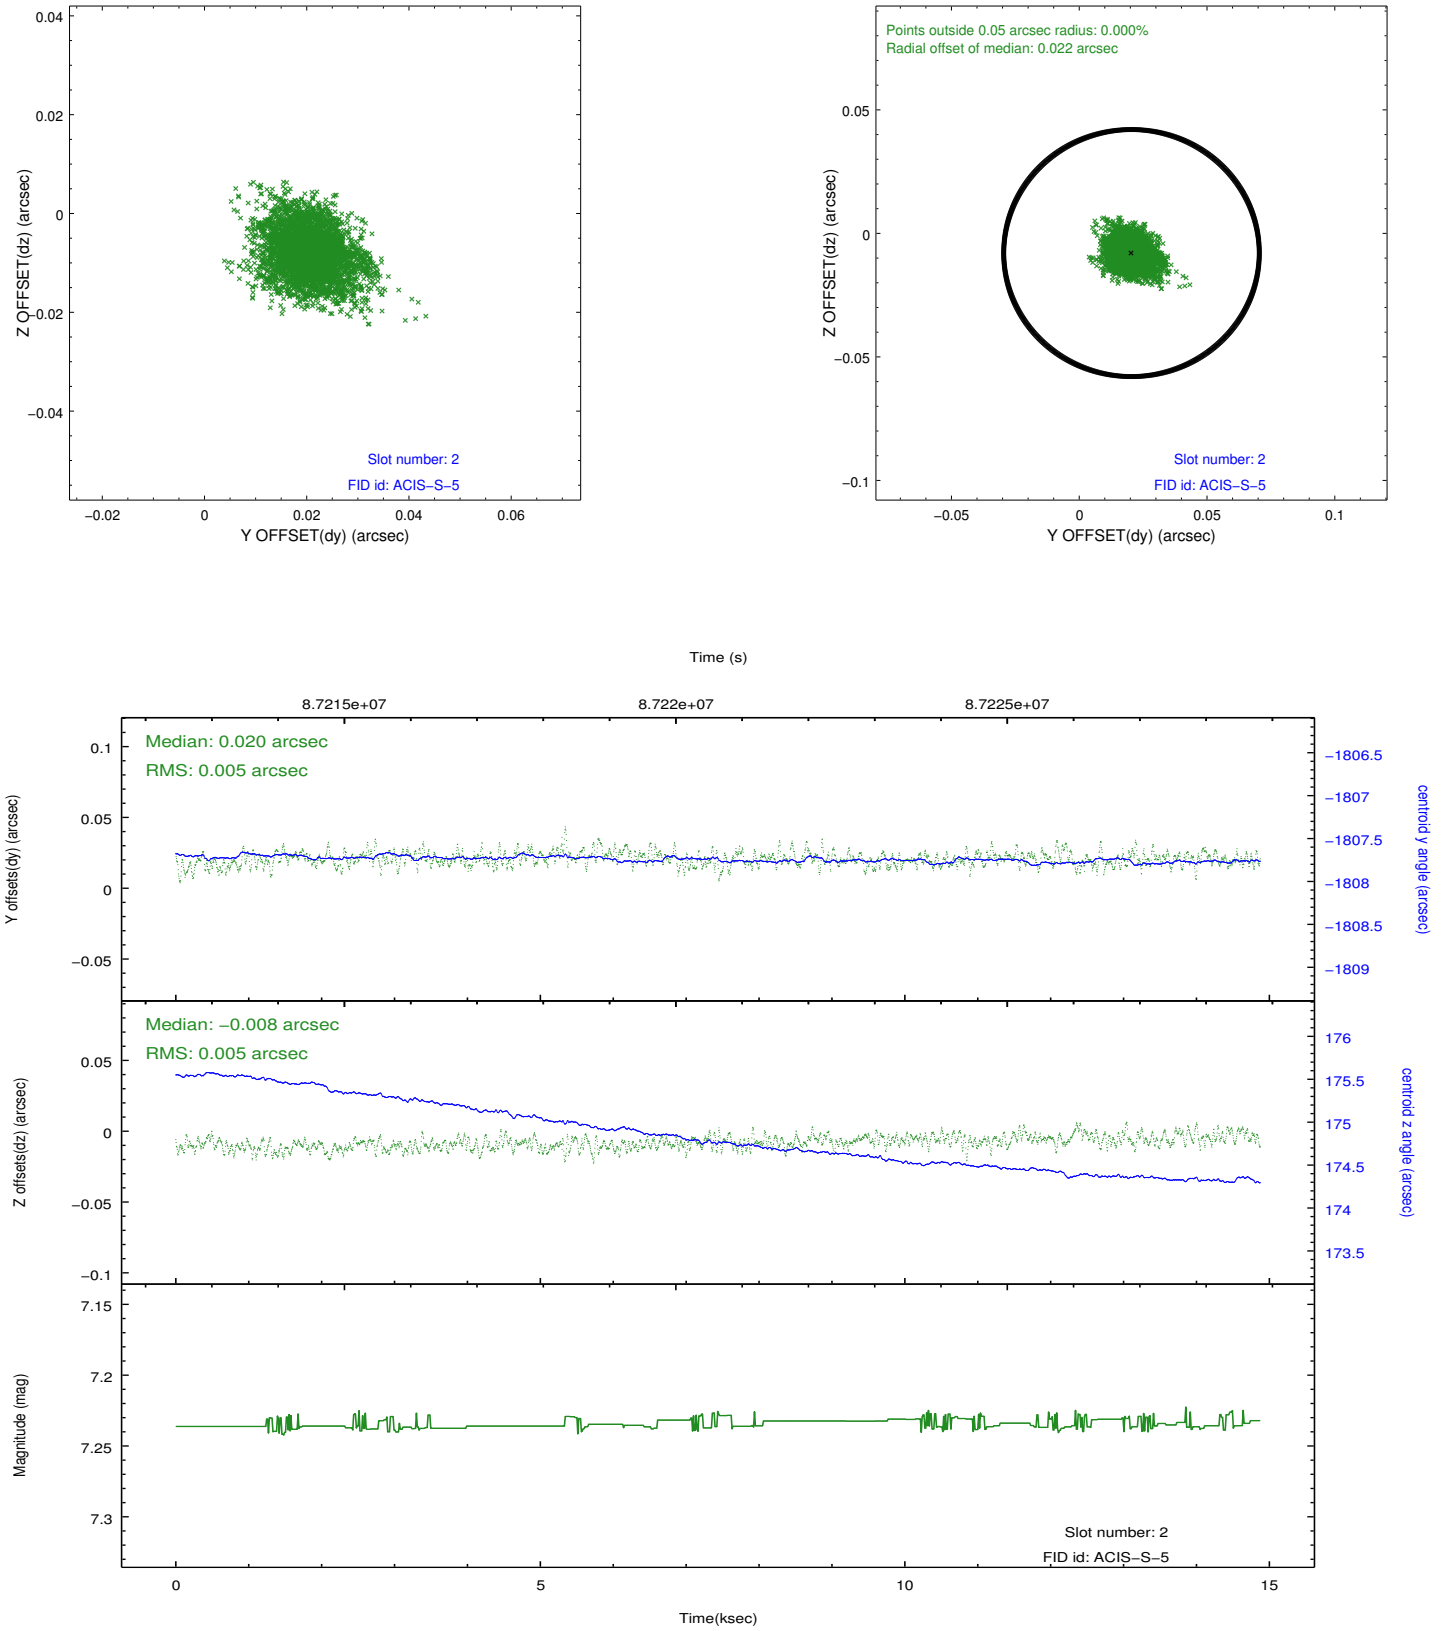 0.04
0.02
0
−0.02
−0.04
Z OFFSET(dz) (arcsec)
Slot number: 2
FID id: ACIS−S−5
−0.02
0
0.02
0.04
0.06
Y OFFSET(dy) (arcsec)
Points outside 0.05 arcsec radius: 0.000%
Radial offset of median: 0.022 arcsec
0.05
0
−0.05
−0.1
Z OFFSET(dz) (arcsec)
Slot number: 2
FID id: ACIS−S−5
−0.05
0
0.05
0.1
Y OFFSET(dy) (arcsec)
Time (s)
8.7215e+07
8.722e+07
8.7225e+07
Median: 0.020 arcsec
RMS: 0.005 arcsec
0.1
0.05
0
−0.05
Y offsets(dy) (arcsec)
−1806.5
−1807
−1807.5
−1808
−1808.5
−1809
centroid y angle (arcsec)
Median: −0.008 arcsec
RMS: 0.005 arcsec
0.05
0
−0.05
−0.1
Z offsets(dz) (arcsec)
176
175.5
175
174.5
174
173.5
centroid z angle (arcsec)
7.15
7.2
7.25
7.3
Magnitude (mag)
Slot number: 2
FID id: ACIS−S−5
0
5
10
15
Time(ksec)